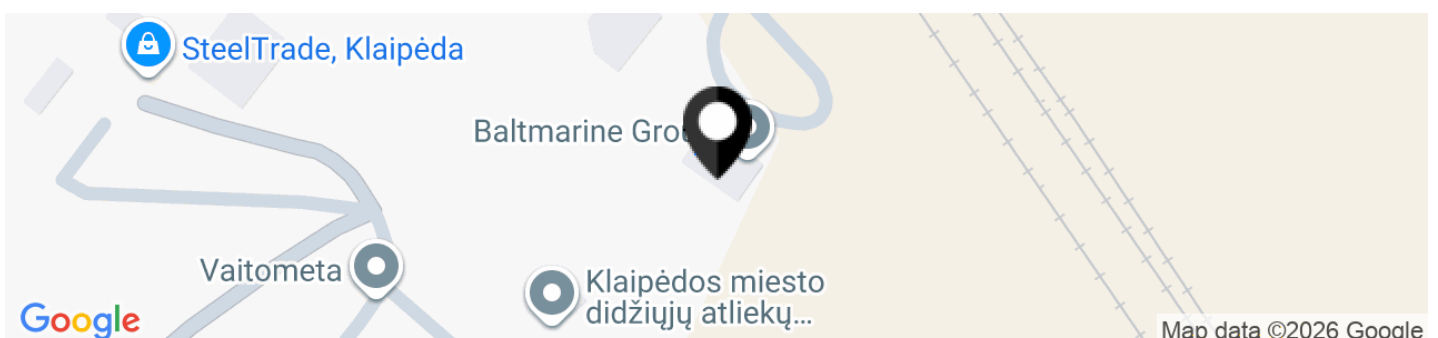 SteelTrade, Klaipėda
Baltmarine Gro
Vaitometa
Klaipėdos miesto
didžiųjų atliekų...
Google
Map data ©2026 Google